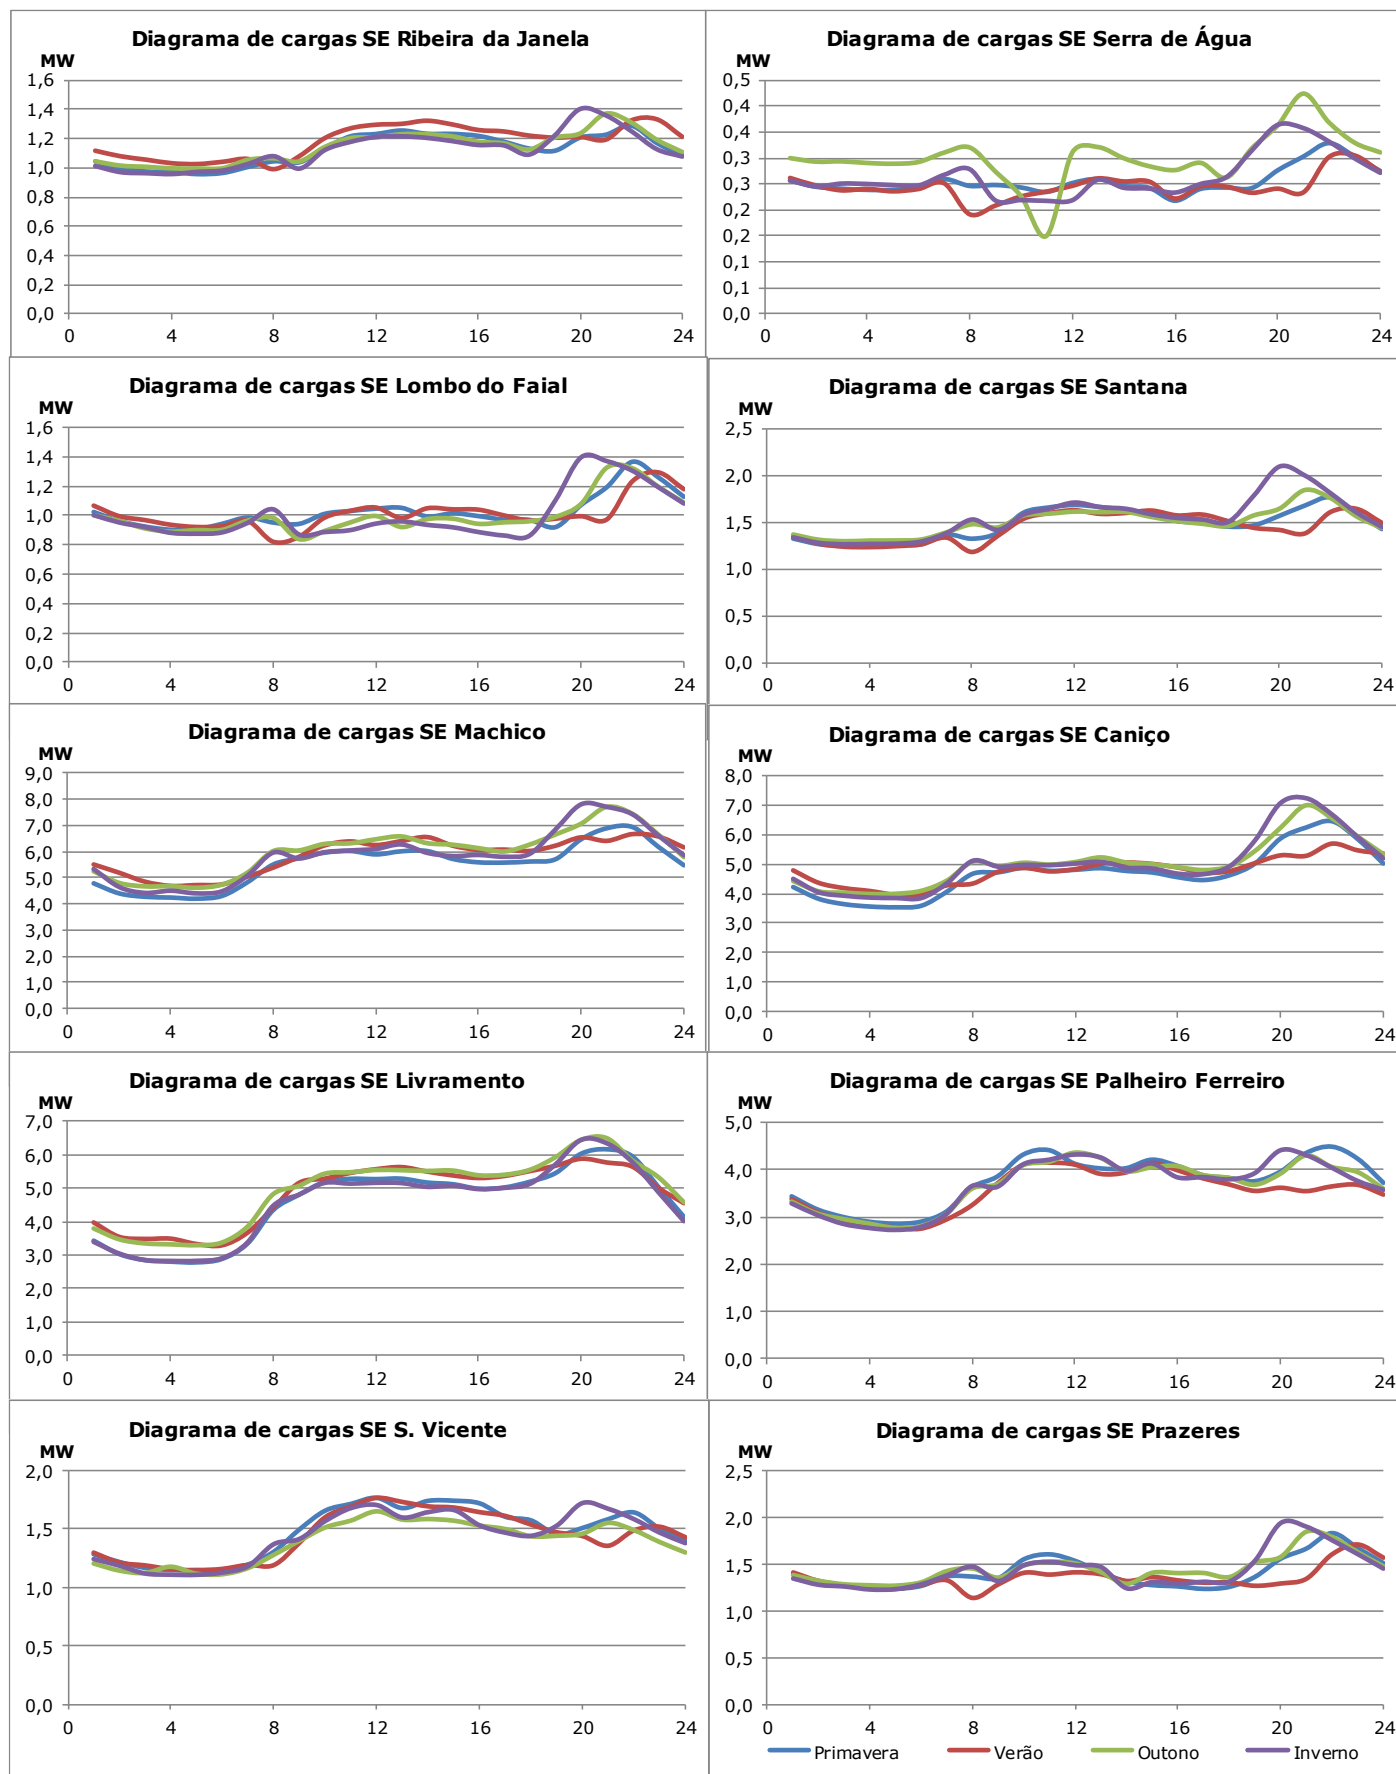 Diagrama de cargas SE Ribeira da Janela
MW
1,6
1,4
1,2
1,0
0,8
0,6
0,4
0,2
0,0
0 4 8 12 16 20 24
Diagrama de cargas SE Serra de Água
MW
0,5
0,4
0,4
0,3
0,3
0,2
0,2
0,1
0,1
0,0
0 4 8 12 16 20 24
Diagrama de cargas SE Lombo do Faial
MW
1,6
1,4
1,2
1,0
0,8
0,6
0,4
0,2
0,0
0 4 8 12 16 20 24
Diagrama de cargas SE Santana
MW
2,5
2,0
1,5
1,0
0,5
0,0
0 4 8 12 16 20 24
Diagrama de cargas SE Machico
MW
9,0
8,0
7,0
6,0
5,0
4,0
3,0
2,0
1,0
0,0
0 4 8 12 16 20 24
Diagrama de cargas SE Caniço
MW
8,0
7,0
6,0
5,0
4,0
3,0
2,0
1,0
0,0
0 4 8 12 16 20 24
Diagrama de cargas SE Livramento
MW
7,0
6,0
5,0
4,0
3,0
2,0
1,0
0,0
0 4 8 12 16 20 24
Diagrama de cargas SE Palheiro Ferreiro
MW
5,0
4,0
3,0
2,0
1,0
0,0
0 4 8 12 16 20 24
Diagrama de cargas SE S. Vicente
MW
2,0
1,5
1,0
0,5
0,0
0 4 8 12 16 20 24
Diagrama de cargas SE Prazeres
MW
2,5
2,0
1,5
1,0
0,5
0,0
0 4 8 12 16 20 24
Primavera Verão Outono Inverno